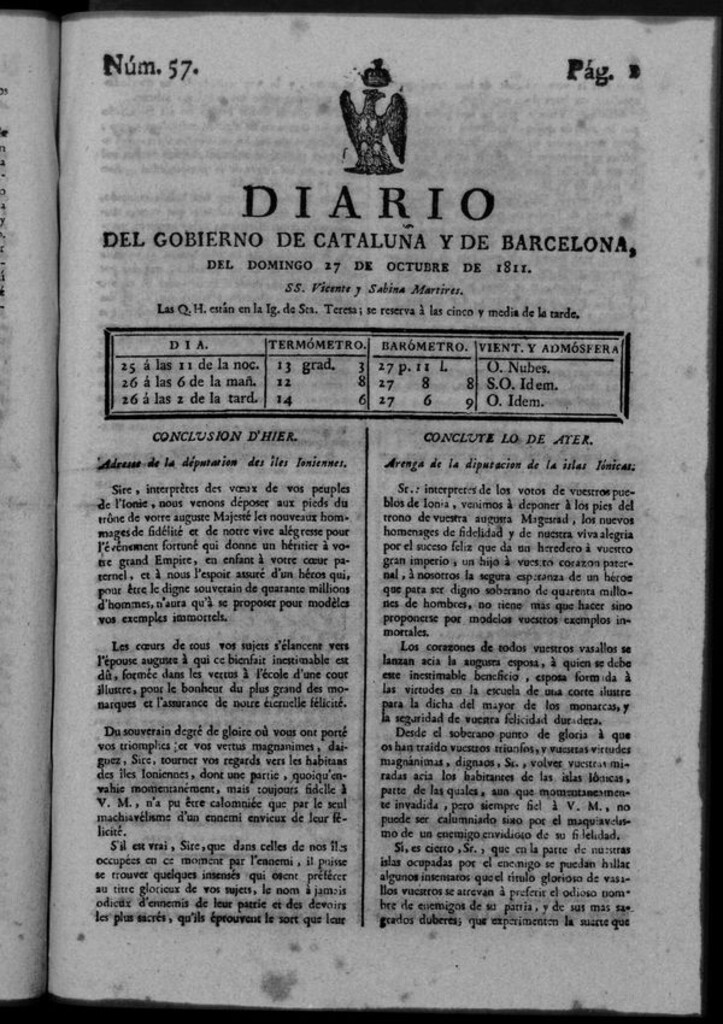 Núm. 57.
Pág.
DIARIO
DEL GOBIERNO DE CATALUÑA Y DE BARCELONA,
DEL DOMINGO 27 DE OCTUBRE DE 1811.
SS. Vicente y Sabina Martires.
Las Q.H. están en la Ig. de Sta. Teresa; se reserva á las cinco y media de la tarde.
DIA. TERMÓMETRO. BARÓMETRO. VIENT. Y ADMÓSFERA
25 á las 11 de la noc. 13 grad. 3 27 p. 11 l. O. Nubes.
26 á las 6 de la mañ. 12 8 27 8 8 S.O. Idem.
26 á las 2 de la tard. 14 6 27 6 9 O. Idem.
CONCLUSION D'HIER.
Adresse de la députation des îles Ioniennes.
Sire, interprètes des vœux de vos peuples
de l'Ionie, nous venons déposer aux pieds du
trône de votre auguste Majesté les nouveaux hom-
mages de fidélité et de notre vive alégresse pour
l'événement fortuné qui donne un héritier à vo-
tre grand Empire, en enfant à votre cœur pa-
ternel, et à nous l'espoir assuré d'un héros qui,
pour être le digne souverain de quarante millions
d'hommes, n'aura qu'à se proposer pour modèles
vos exemples immortels.
Les cœurs de tous vos sujets s'élancent vers
l'épouse auguste à qui ce bienfait inestimable est
dû, formée dans les vertus à l'école d'une cour
illustre, pour le bonheur du plus grand des mo-
narques et l'assurance de notre éternelle félicité.
Du souverain degré de gloire où vous ont porté
vos triomphes; et vos vertus magnanimes, dai-
gnez, Sire, tourner vos regards vers les habitans
des îles Ioniennes, dont une partie, quoiqu'en-
vahie momentanément, mais toujours fidelle à
V. M., n'a pu être calomniée que par le seul
machiavélisme d'un ennemi envieux de leur fé-
licité.
S'il est vrai, Sire, que dans celles de nos îles
occupées en ce moment par l'ennemi, il puisse
se trouver quelques insensés qui osent préférer
au titre glorieux de vos sujets, le nom à jamais
odieux d'ennemis de leur patrie et des devoirs
les plus sacrés, qu'ils éprouvent le sort que leur
CONCLUYE LO DE AYER.
Arenga de la diputacion de la islas Iónicas.
Sr.: interpretes de los votos de vuestros pue-
blos de Ionia, venimos á deponer à los pies del
trono de vuestra augusta Magestad, los nuevos
homenages de fidelidad y de nuestra viva alegria
por el suceso feliz que da un heredero á vuestro
gran imperio, un hijo à vuestro corazon pater-
nal, á nosotros la segura esperanza de un héroe
que para ser digno soberano de quarenta millo-
nes de hombres, no tiene mas que hacer sino
proponerse por modelos vuestros exemplos in-
mortales.
Los corazones de todos vuestros vasallos se
lanzan acia la augusta esposa, á quien se debe
este inestimable beneficio, esposa formada à
las virtudes en la escuela de una corte ilustre
para la dicha del mayor de los monarcas, y
la seguridad de vuestra felicidad duradera.
Desde el soberano punto de gloria à que
os han traido vuestros triunfos, y vuestras virtudes
magnánimas, dignaos, Sr., volver vuestras mi-
radas acia los habitantes de las islas Iónicas,
parte de las quales, aun que momentaneamen-
te invadida, pero siempre fiel à V. M., no
puede ser calumniado sino por el maquiavelis-
mo de un enemigo envidioso de su felidad.
Si, es cierto, Sr., que en la parte de nuestras
islas ocupadas por el enemigo se puedan hallar
algunos insensatos que el titulo glorioso de vasa-
llos vuestros se atrevan à preferir el odioso nom-
bre de enemigos de su patria, y de sus mas sa-
grados duberes; que experimenten la suerte que